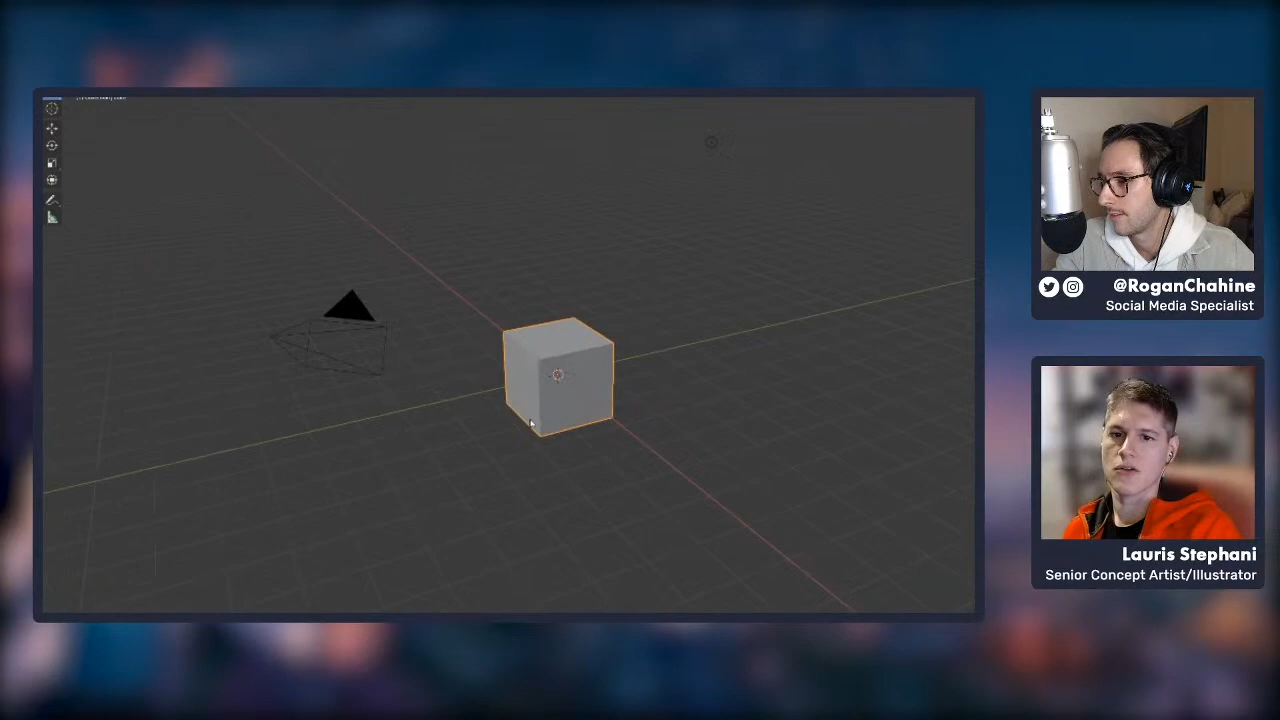 @RoganChahine
Social Media Specialist
Lauris Stephani
Senior Concept Artist/Illustrator